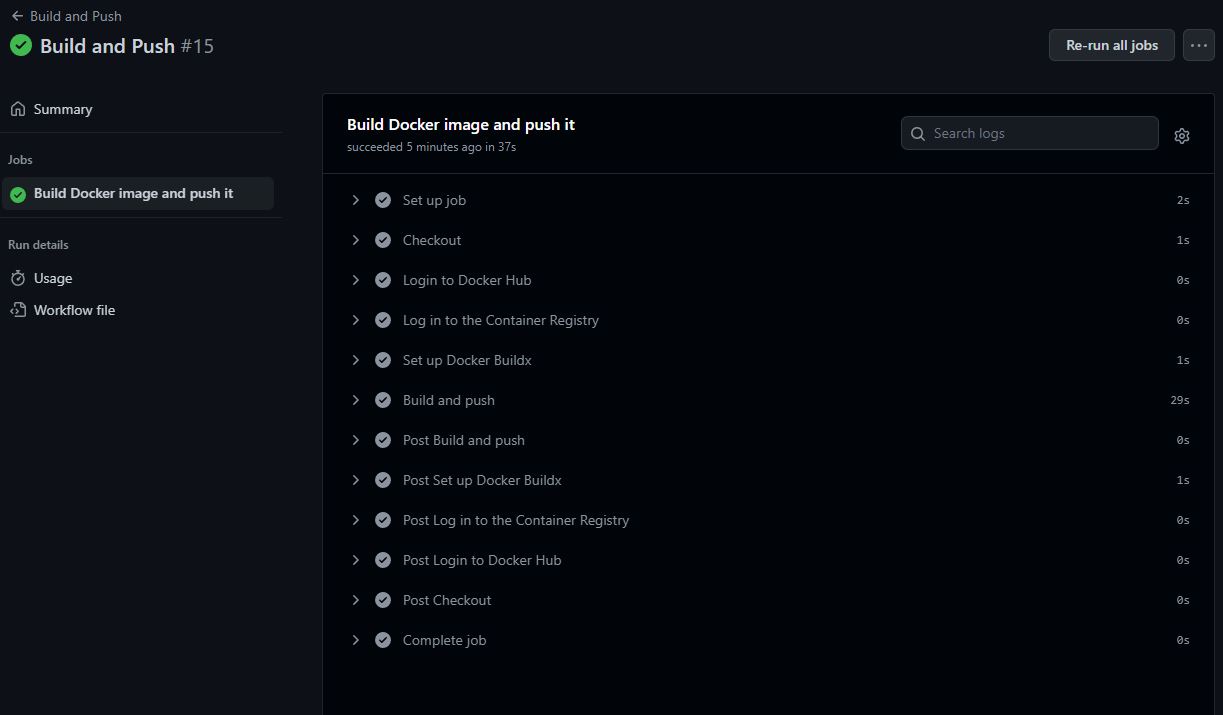 Build and Push
Build and Push #15
Re-run all jobs
Summary
Jobs
Build Docker image and push it
Run details
Usage
Workflow file
Build Docker image and push it
succeeded 5 minutes ago in 37s
Search logs
Set up job 2s
Checkout 1s
Login to Docker Hub 0s
Log in to the Container Registry 0s
Set up Docker Buildx 1s
Build and push 29s
Post Build and push 0s
Post Set up Docker Buildx 1s
Post Log in to the Container Registry 0s
Post Login to Docker Hub 0s
Post Checkout 0s
Complete job 0s